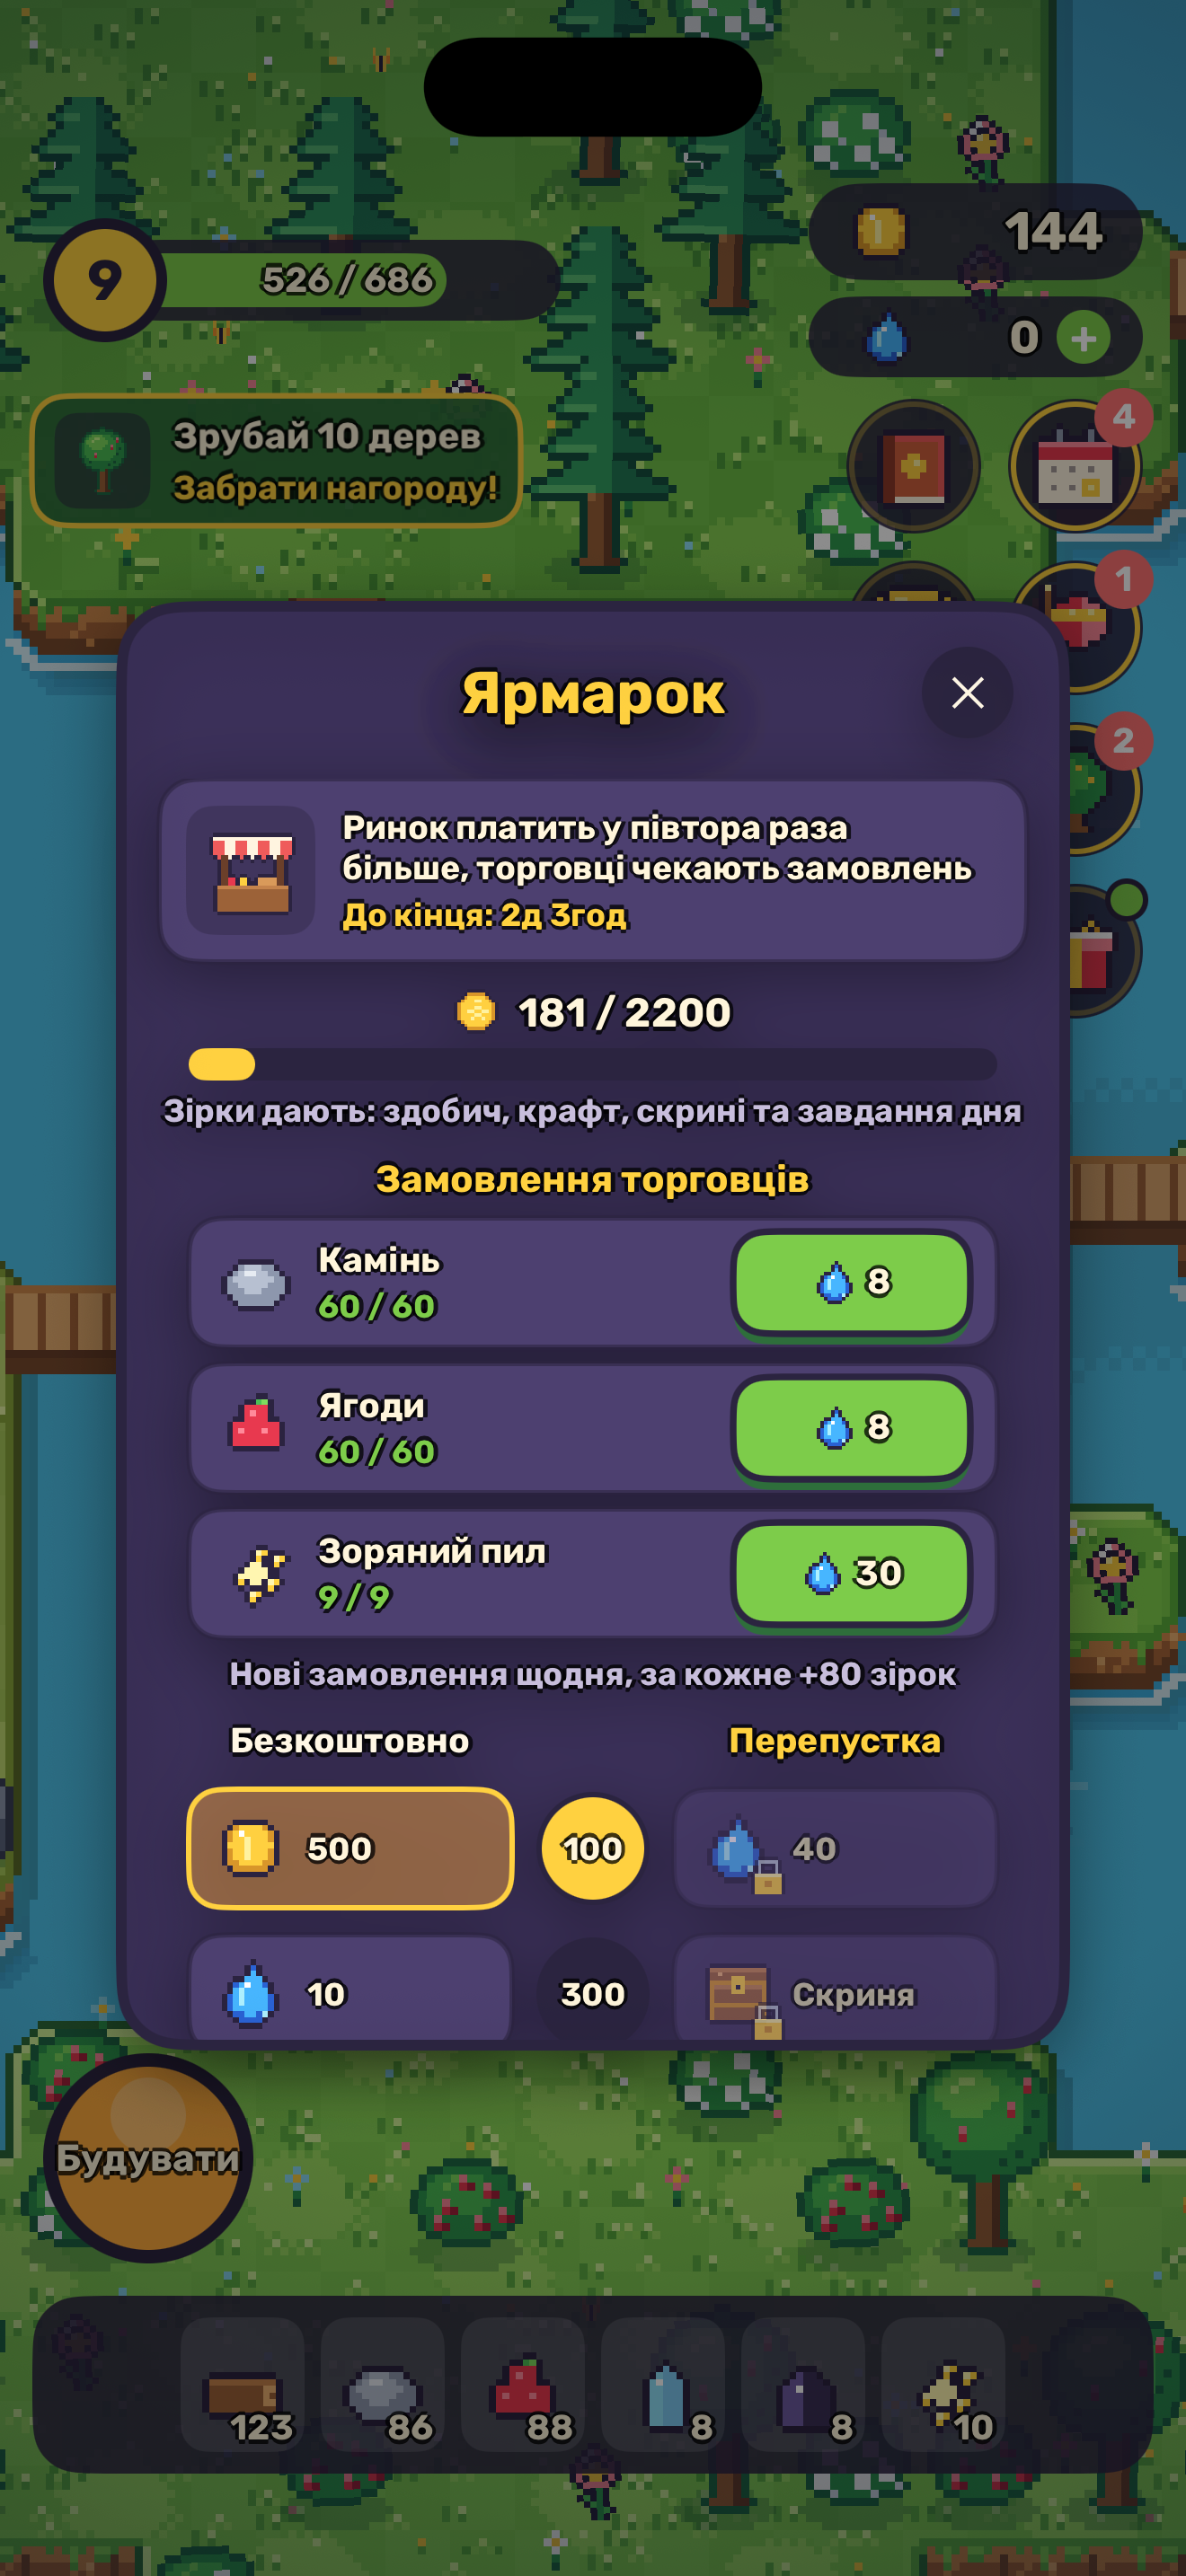 144
9
526 / 686
0 +
4
Зрубай 10 дерев
Забрати нагороду!
1
2
Ярмарок
Ринок платить у півтора раза
більше, торговці чекають замовлень
До кінця: 2д 3год
181 / 2200
Зірки дають: здобич, крафт, скрині та завдання дня
Замовлення торговців
Камінь
60 / 60
8
Ягоди
60 / 60
8
Зоряний пил
9 / 9
30
Нові замовлення щодня, за кожне +80 зірок
Безкоштовно
Перепустка
500
100
40
10
300
Скриня
Будувати
123
86
88
8
8
10